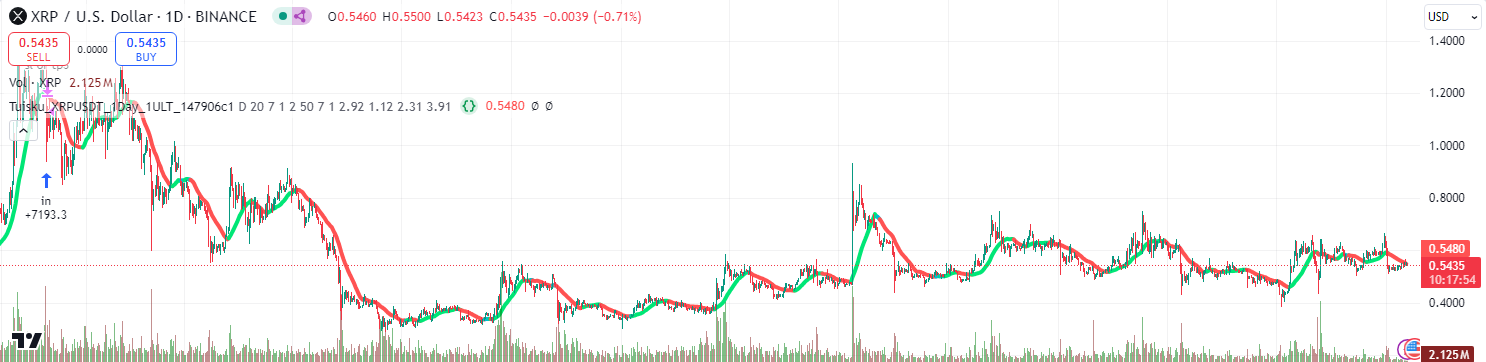 XRP / U.S. Dollar · 1D · BINANCE O0.5460 H0.5500 L0.5423 C0.5435 −0.0039 (−0.71%)
USD
0.5435
SELL
0.0000
0.5435
BUY
Vol · XRP 2.125M
Tuisku_XRPUSDT_1Day_1ULT_147906c1 D 20 7 1 2 50 7 1 2.92 1.12 2.31 3.91 {} 0.5480 Ø Ø
in
+7193.3
1.4000
1.2000
1.0000
0.8000
0.5480
0.5435
10:17:54
0.4000
2.125M